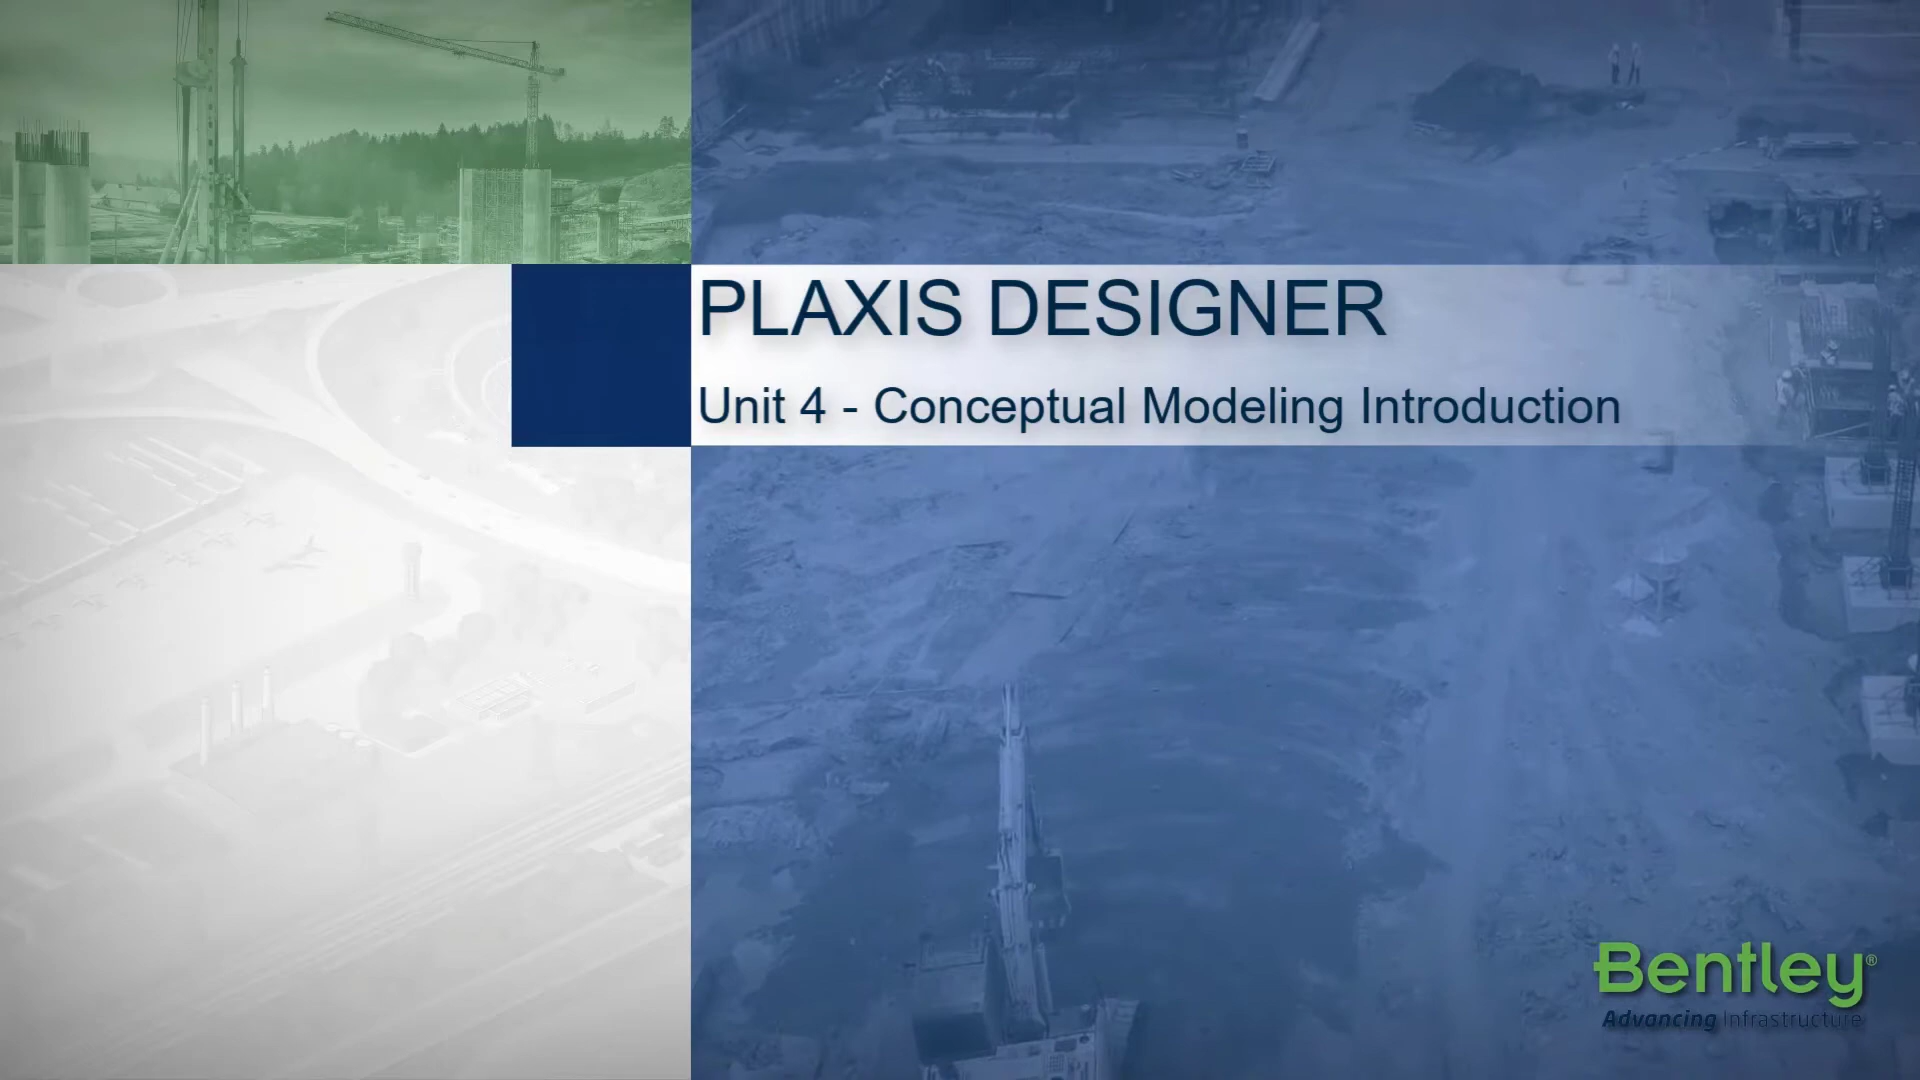 PLAXIS DESIGNER
Unit 4 - Conceptual Modeling Introduction
Bentley®
Advancing Infrastructure